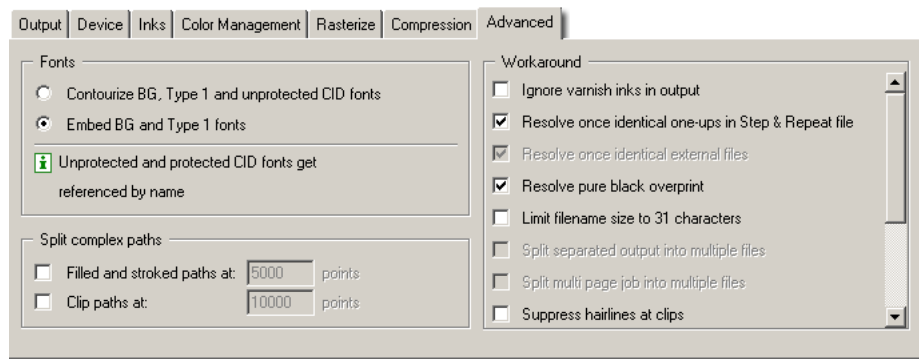 Output Device Inks Color Management Rasterize Compression Advanced
Fonts
Contourize BG, Type 1 and unprotected CID fonts
Embed BG and Type 1 fonts
Unprotected and protected CID fonts get
referenced by name
Split complex paths
Filled and stroked paths at: 5000 points
Clip paths at: 10000 points
Workaround
Ignore varnish inks in output
Resolve once identical one-ups in Step & Repeat file
Resolve once identical external files
Resolve pure black overprint
Limit filename size to 31 characters
Split separated output into multiple files
Split multi page job into multiple files
Suppress hairlines at clips